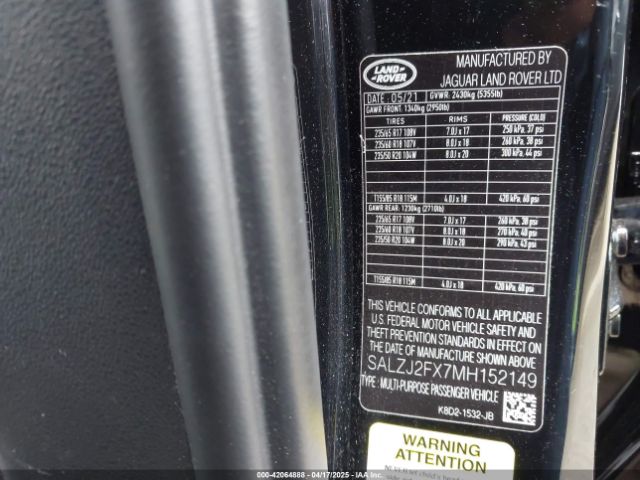 LAND
ROVER
MANUFACTURED BY
JAGUAR LAND ROVER LTD
DATE: 05/21 GVWR: 2430kg (5355lb)
GAWR FRONT: 1340kg (2950lb)
TIRES RIMS PRESSURE (COLD)
235/65 R17 108V 7.0J x 17 250 kPa, 37 psi
235/60 R18 107V 8.0J x 18 260 kPa, 38 psi
235/50 R20 104W 8.0J x 20 300 kPa, 44 psi
T155/85 R18 115M 4.0J x 18 420 kPa, 60 psi
GAWR REAR: 1230kg (2710lb)
235/65 R17 108V 7.0J x 17 260 kPa, 38 psi
235/60 R18 107V 8.0J x 18 270 kPa, 40 psi
235/50 R20 104W 8.0J x 20 290 kPa, 43 psi
T155/85 R18 115M 4.0J x 18 420 kPa, 60 psi
THIS VEHICLE CONFORMS TO ALL APPLICABLE
U.S. FEDERAL MOTOR VEHICLE SAFETY AND
THEFT PREVENTION STANDARDS IN EFFECT ON
THE DATE OF MANUFACTURE SHOWN ABOVE
SALZJ2FX7MH152149
TYPE: MULTI-PURPOSE PASSENGER VEHICLE
K8D2-1532-JB
WARNING
ATTENTION
000-42064888 - 04/17/2025 - IAAI.COM